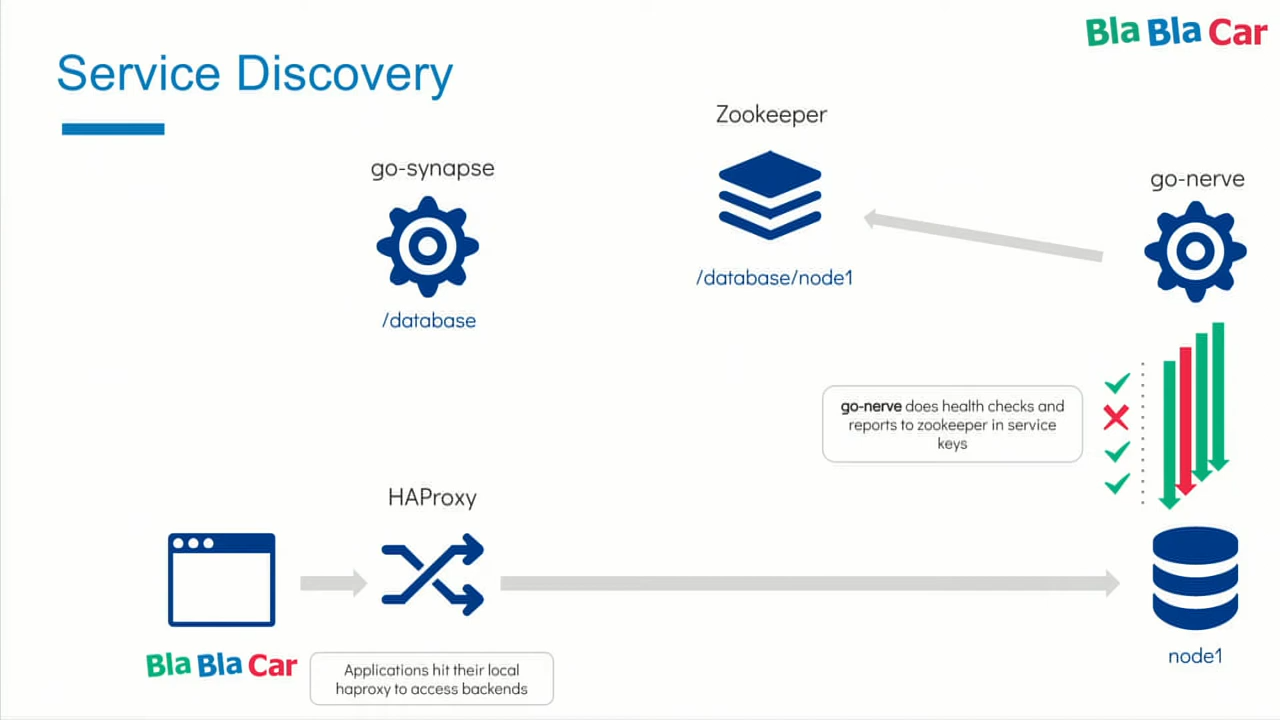 Bla Bla Car
Service Discovery
Zookeeper
go-synapse
go-nerve
/database/node1
/database
go-nerve does health checks and
reports to zookeeper in service
keys
HAProxy
Bla Bla Car
Applications hit their local
haproxy to access backends
node1